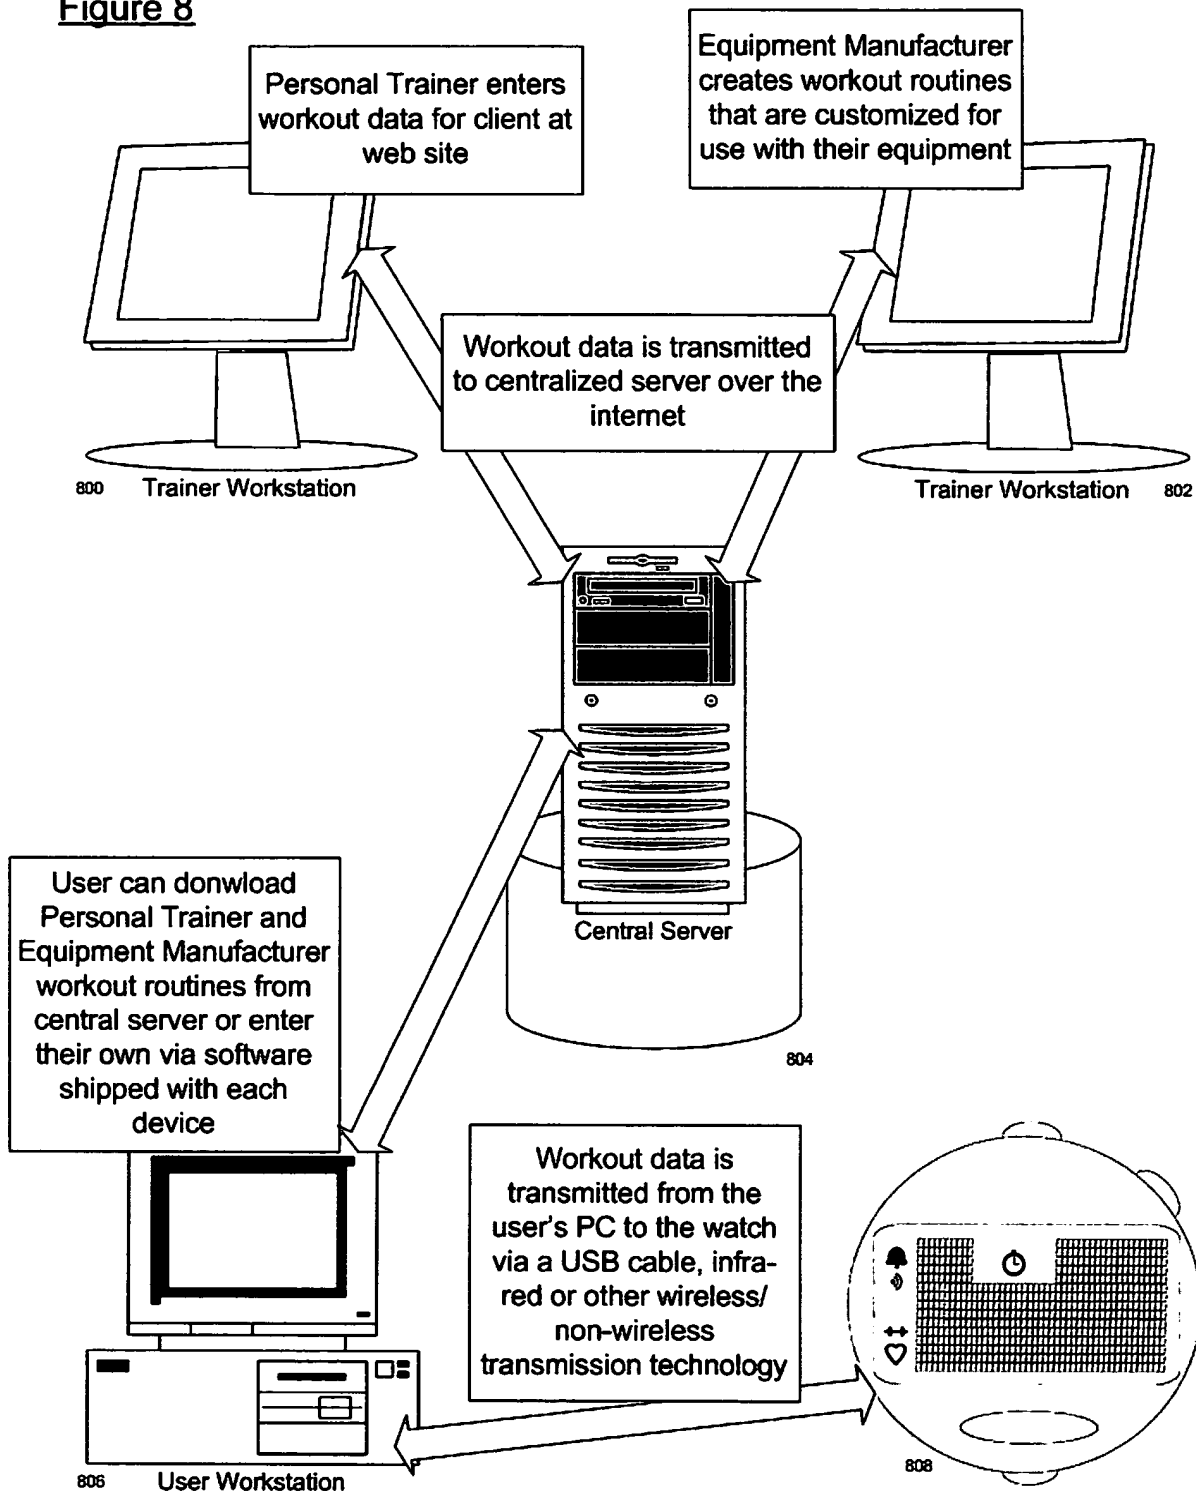 Figure 8
Personal Trainer enters
workout data for client at
web site
Equipment Manufacturer
creates workout routines
that are customized for
use with their equipment
Workout data is transmitted
to centralized server over the
internet
800 Trainer Workstation
Trainer Workstation 802
Central Server
804
User can donwload
Personal Trainer and
Equipment Manufacturer
workout routines from
central server or enter
their own via software
shipped with each
device
Workout data is
transmitted from the
user's PC to the watch
via a USB cable, infra-
red or other wireless/
non-wireless
transmission technology
806 User Workstation
808